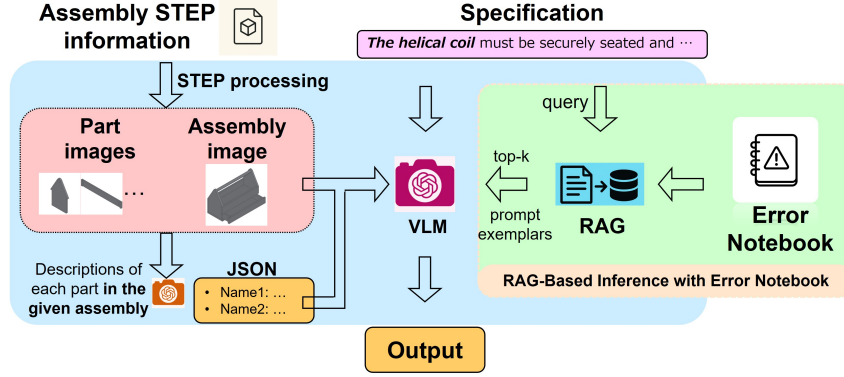 Assembly STEP
information
Specification
The helical coil must be securely seated and ⋯
STEP processing
Part
images
Assembly
image
...
query
top-k
prompt
exemplars
VLM
RAG
Error
Notebook
Descriptions of
each part in the
given assembly
JSON
• Name1: ...
• Name2: ...
RAG-Based Inference with Error Notebook
Output